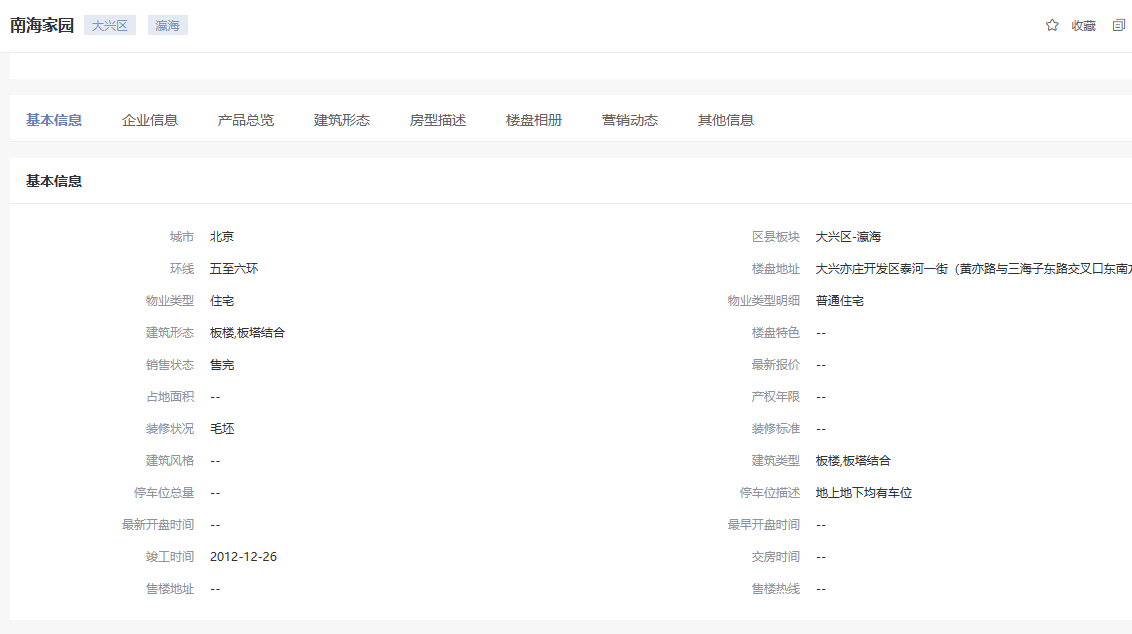 南海家园 大兴区 瀛海 收藏
基本信息 企业信息 产品总览 建筑形态 房型描述 楼盘相册 营销动态 其他信息
基本信息
城市 北京 区县板块 大兴区-瀛海
环线 五至六环 楼盘地址 大兴亦庄开发区泰河一街（黄亦路与三海子东路交叉口东南
物业类型 住宅 物业类型明细 普通住宅
建筑形态 板楼,板塔结合 楼盘特色 --
销售状态 售完 最新报价 --
占地面积 -- 产权年限 --
装修状况 毛坯 装修标准 --
建筑风格 -- 建筑类型 板楼,板塔结合
停车位总量 -- 停车位描述 地上地下均有车位
最新开盘时间 -- 最早开盘时间 --
竣工时间 2012-12-26 交房时间 --
售楼地址 -- 售楼热线 --